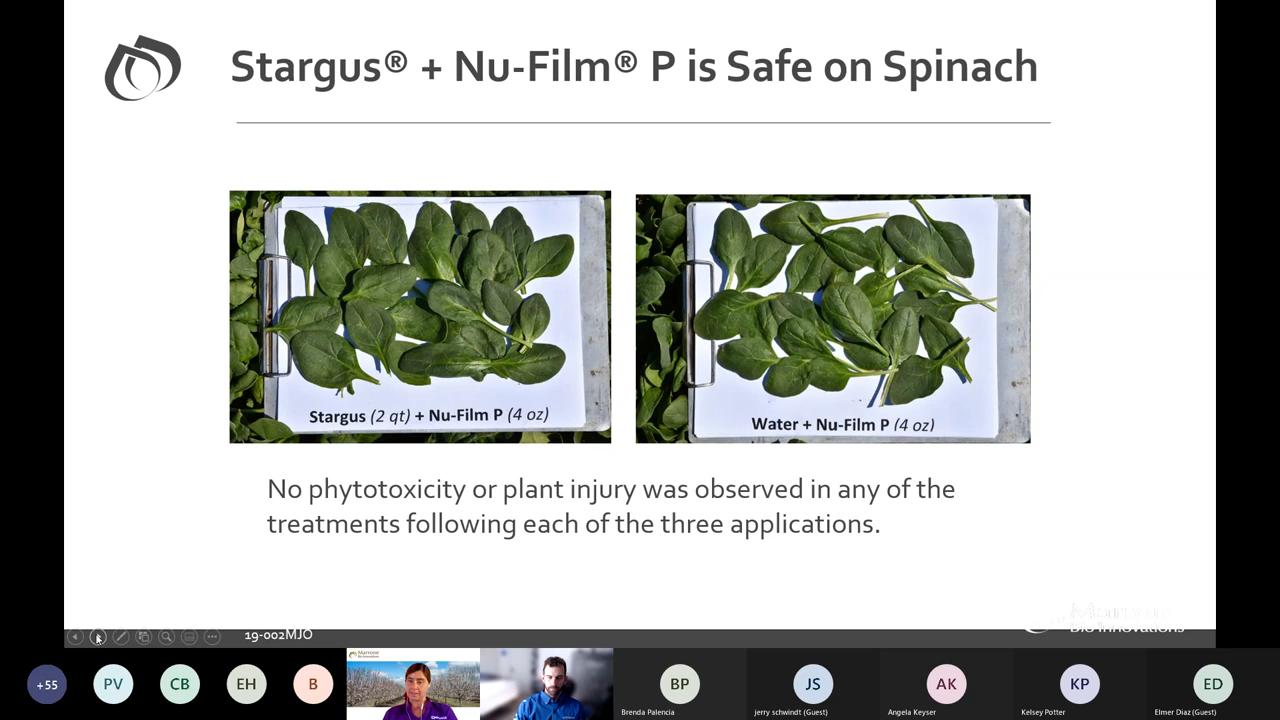 Stargus® + Nu-Film® P is Safe on Spinach
Stargus (2 qt) + Nu-Film P (4 oz)
Water + Nu-Film P (4 oz)
No phytotoxicity or plant injury was observed in any of the
treatments following each of the three applications.
19-002MJO
Marrone
Bio Innovations
+55
PV
CB
EH
B
Marrone
BP
JS
AK
KP
ED
Brenda Palencia
jerry schwindt (Guest)
Angela Keyser
Kelsey Potter
Elmer Diaz (Guest)